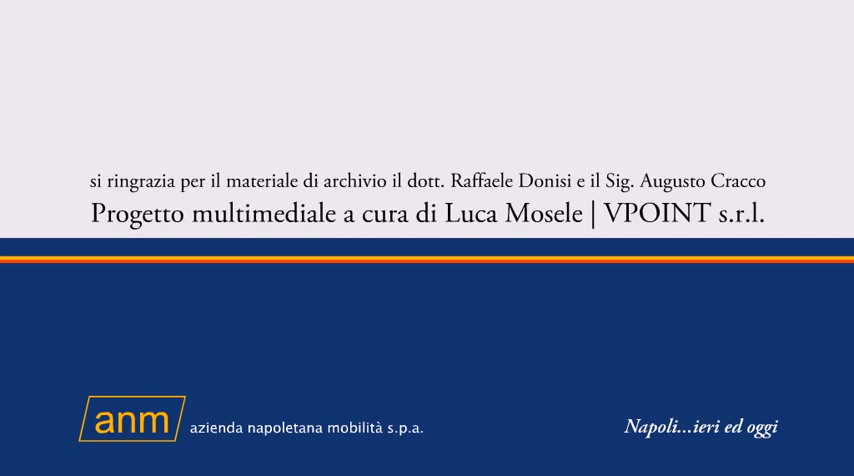 si ringrazia per il materiale di archivio il dott. Raffaele Donisi e il Sig. Augusto Cracco
Progetto multimediale a cura di Luca Mosele | VPOINT s.r.l.
anm azienda napoletana mobilità s.p.a.
Napoli...ieri ed oggi